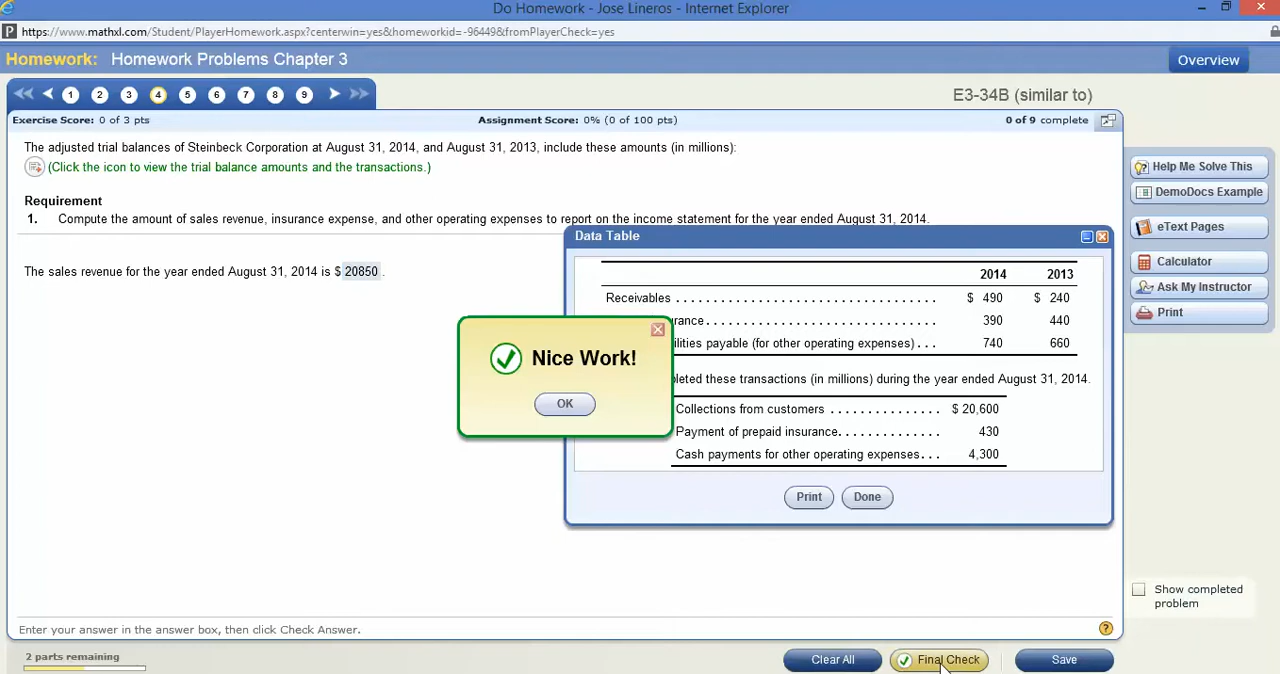 Do Homework - Jose Lineros - Internet Explorer
https://www.mathxl.com/Student/PlayerHomework.aspx?centerwin=yes&homeworkid=-96449&fromPlayerCheck=yes
Homework: Homework Problems Chapter 3
Overview
1 2 3 4 5 6 7 8 9
E3-34B (similar to)
Exercise Score: 0 of 3 pts
Assignment Score: 0% (0 of 100 pts)
0 of 9 complete
The adjusted trial balances of Steinbeck Corporation at August 31, 2014, and August 31, 2013, include these amounts (in millions):
(Click the icon to view the trial balance amounts and the transactions.)
Requirement
1. Compute the amount of sales revenue, insurance expense, and other operating expenses to report on the income statement for the year ended August 31, 2014.
The sales revenue for the year ended August 31, 2014 is $ 20850 .
Data Table
2014 2013
Receivables . . . . . . . . . . . . . . . . . . . . . . . . . . . . . . . . . . . . $ 490 $ 240
rance. . . . . . . . . . . . . . . . . . . . . . . . . . . . . . . . 390 440
ilities payable (for other operating expenses) . . . 740 660
pleted these transactions (in millions) during the year ended August 31, 2014.
Collections from customers . . . . . . . . . . . . . . . $ 20,600
Payment of prepaid insurance. . . . . . . . . . . . . . 430
Cash payments for other operating expenses. . . 4,300
Print
Done
Nice Work!
OK
Help Me Solve This
DemoDocs Example
eText Pages
Calculator
Ask My Instructor
Print
Show completed
problem
Enter your answer in the answer box, then click Check Answer.
?
2 parts remaining
Clear All
Final Check
Save